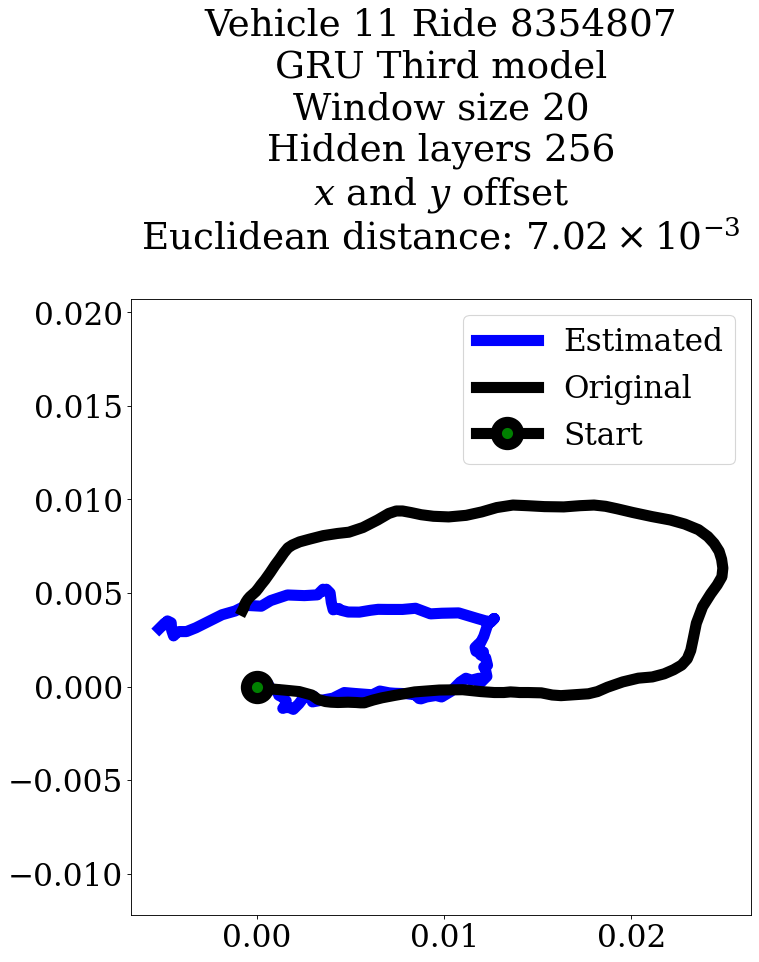 Vehicle 11 Ride 8354807
GRU Third model
Window size 20
Hidden layers 256
x and y offset
Euclidean distance: 7.02 × 10⁻³
0.020
0.015
0.010
0.005
0.000
−0.005
−0.010
Estimated
Original
Start
0.00 0.01 0.02